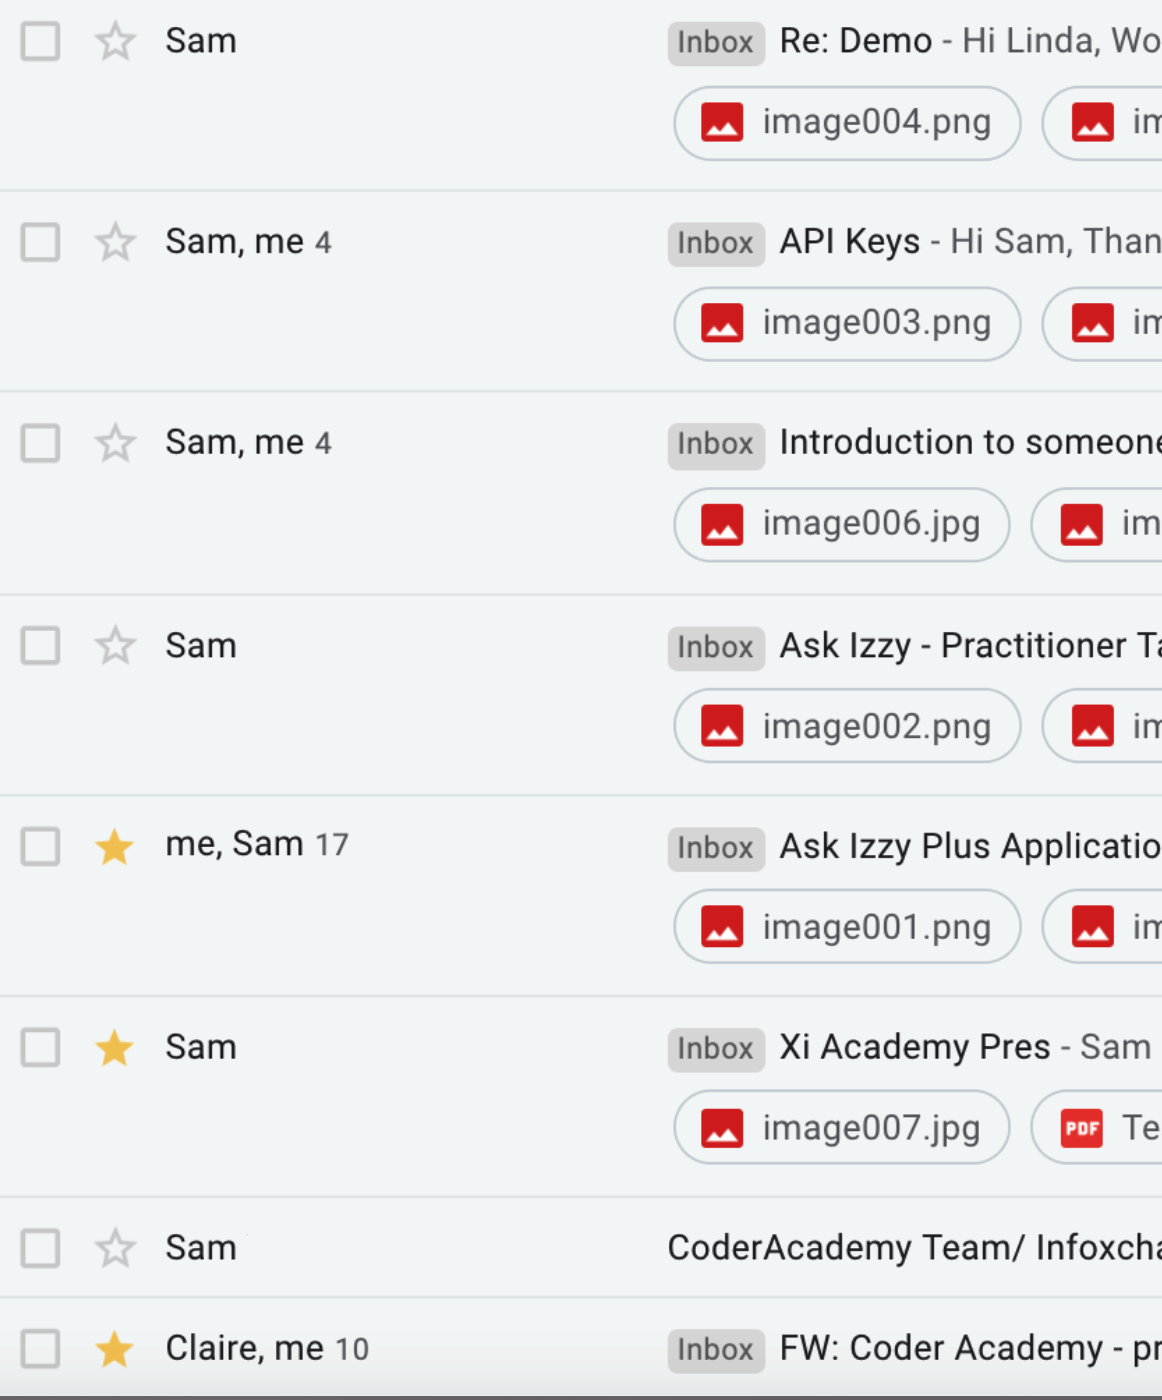 Sam Inbox Re: Demo - Hi Linda, Wo
image004.png im
Sam, me 4 Inbox API Keys - Hi Sam, Than
image003.png im
Sam, me 4 Inbox Introduction to someone
image006.jpg im
Sam Inbox Ask Izzy - Practitioner Ta
image002.png im
me, Sam 17 Inbox Ask Izzy Plus Applicatio
image001.png im
Sam Inbox Xi Academy Pres - Sam
image007.jpg PDF Te
Sam CoderAcademy Team/ Infoxcha
Claire, me 10 Inbox FW: Coder Academy - pr